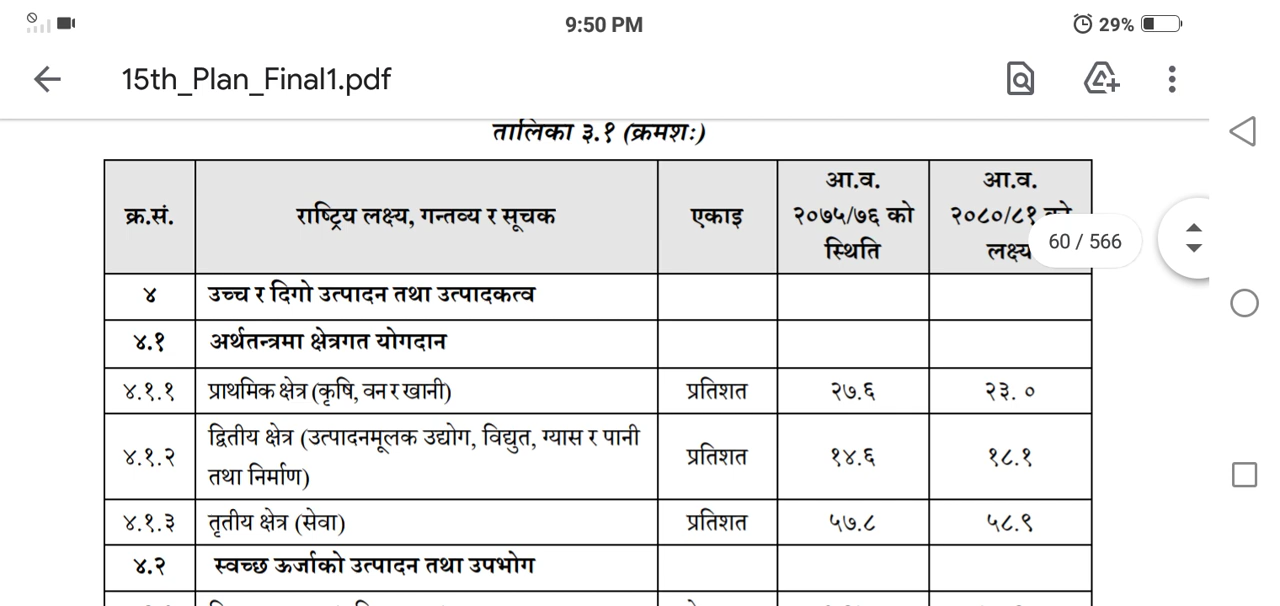 9:50 PM
29%
15th_Plan_Final1.pdf
तालिका ३.१ (क्रमशः)
क्र.सं.
राष्ट्रिय लक्ष्य, गन्तव्य र सूचक
एकाइ
आ.व.
२०७५/७६ को
स्थिति
आ.व.
२०८०/८१ को
लक्ष्य
60 / 566
४ उच्च र दिगो उत्पादन तथा उत्पादकत्व
४.१ अर्थतन्त्रमा क्षेत्रगत योगदान
४.१.१ प्राथमिक क्षेत्र (कृषि, वन र खानी) प्रतिशत २७.६ २३. ०
४.१.२ द्वितीय क्षेत्र (उत्पादनमूलक उद्योग, विद्युत, ग्यास र पानी
तथा निर्माण) प्रतिशत १४.६ १८.१
४.१.३ तृतीय क्षेत्र (सेवा) प्रतिशत ५७.८ ५८.९
४.२ स्वच्छ ऊर्जाको उत्पादन तथा उपभोग